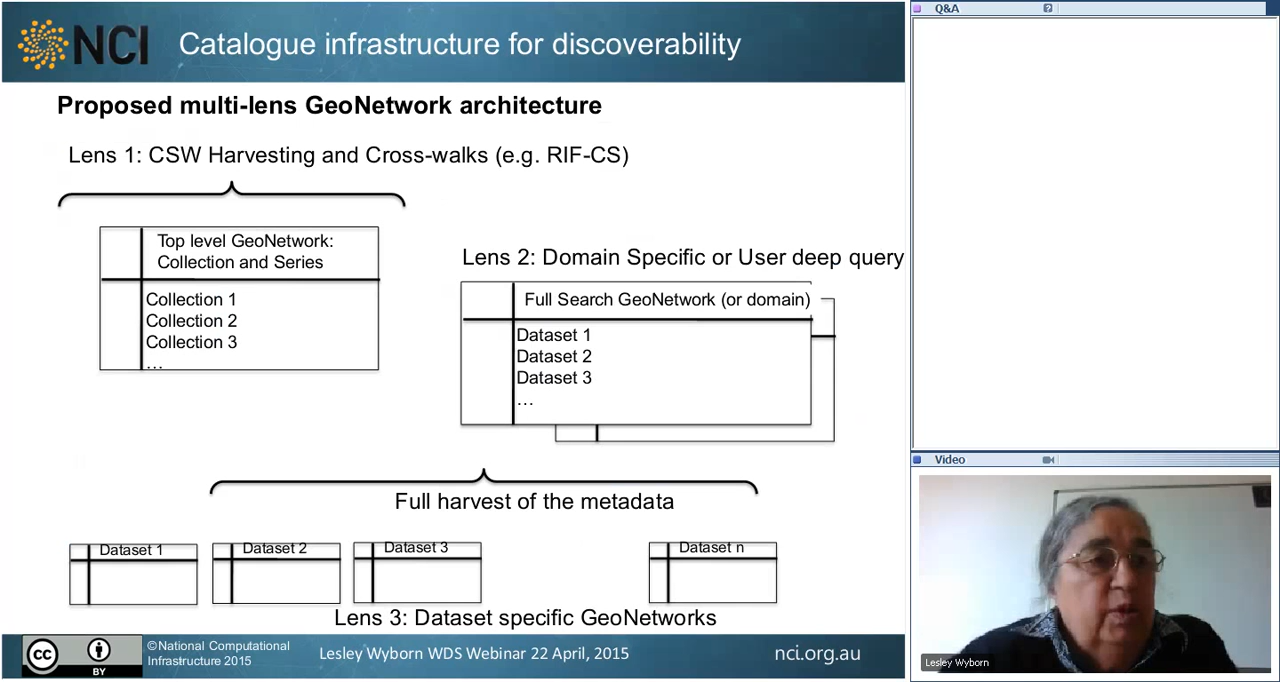 NCI
Catalogue infrastructure for discoverability
Proposed multi-lens GeoNetwork architecture
Lens 1: CSW Harvesting and Cross-walks (e.g. RIF-CS)
Top level GeoNetwork:
Collection and Series
Collection 1
Collection 2
Collection 3
…
Lens 2: Domain Specific or User deep query
Full Search GeoNetwork (or domain)
Dataset 1
Dataset 2
Dataset 3
…
Full harvest of the metadata
Dataset 1
Dataset 2
Dataset 3
Dataset n
Lens 3: Dataset specific GeoNetworks
cc
BY
©National Computational
Infrastructure 2015
Lesley Wyborn WDS Webinar 22 April, 2015
nci.org.au
Q&A
?
Video
Lesley Wyborn